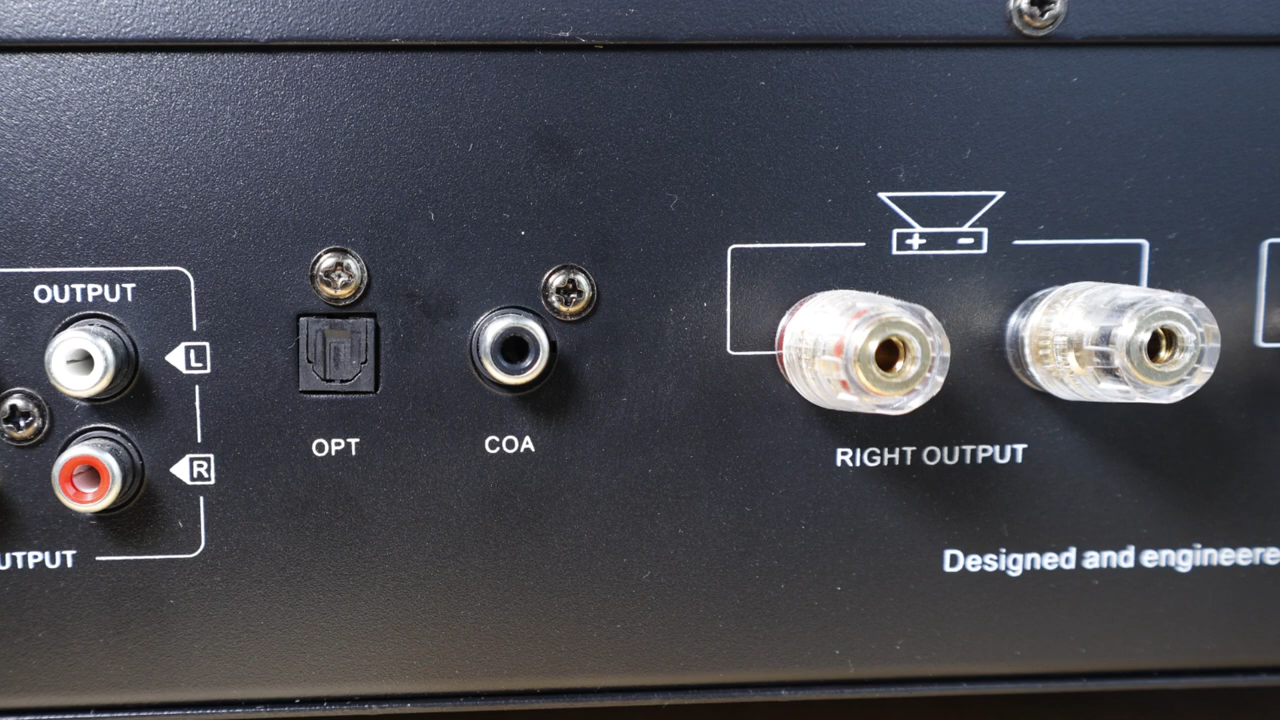 OUTPUT
L
R
OPT
COA
+ -
RIGHT OUTPUT
Designed and engineere
UTPUT